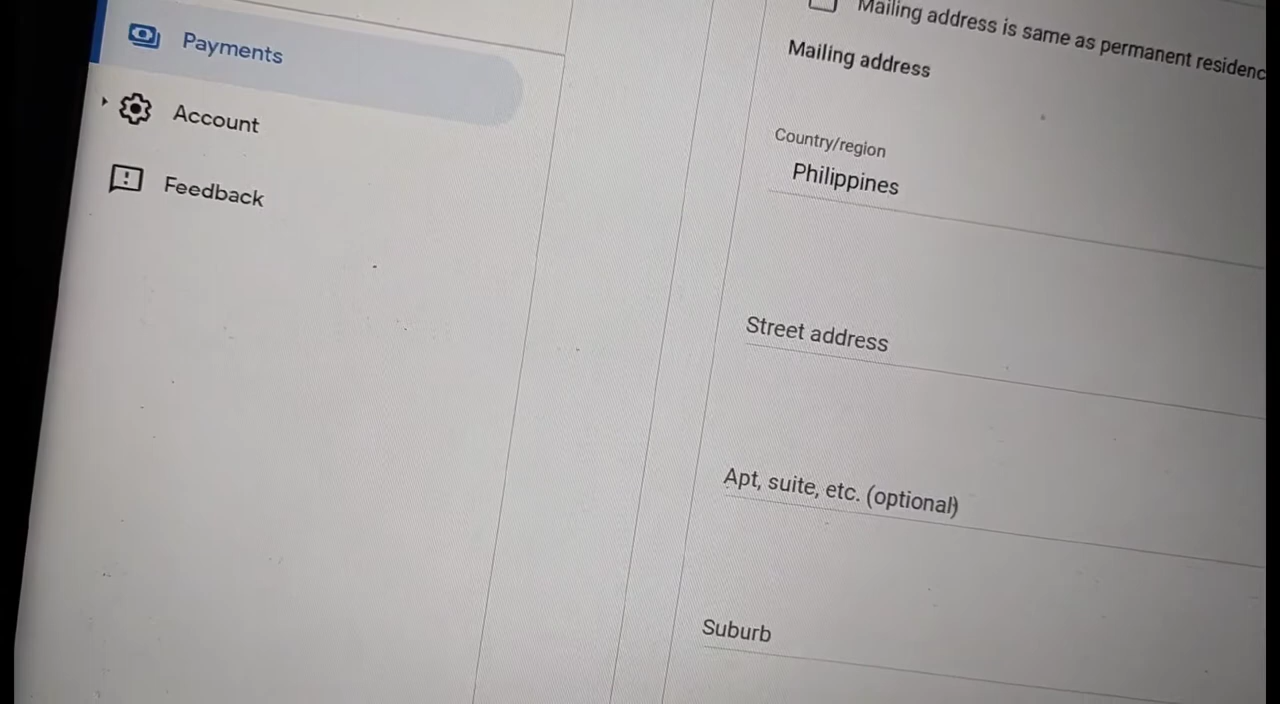 Payments
Account
Feedback
Mailing address is same as permanent residenc
Mailing address
Country/region
Philippines
Street address
Apt, suite, etc. (optional)
Suburb